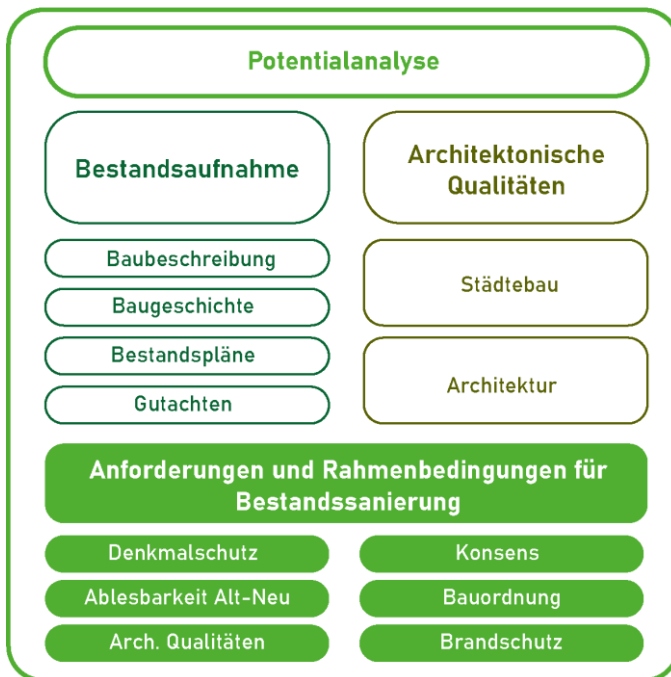 Potentialanalyse
Bestandsaufnahme
Baubeschreibung
Baugeschichte
Bestandspläne
Gutachten
Architektonische
Qualitäten
Städtebau
Architektur
Anforderungen und Rahmenbedingungen für
Bestandssanierung
Denkmalschutz
Ablesbarkeit Alt-Neu
Arch. Qualitäten
Konsens
Bauordnung
Brandschutz